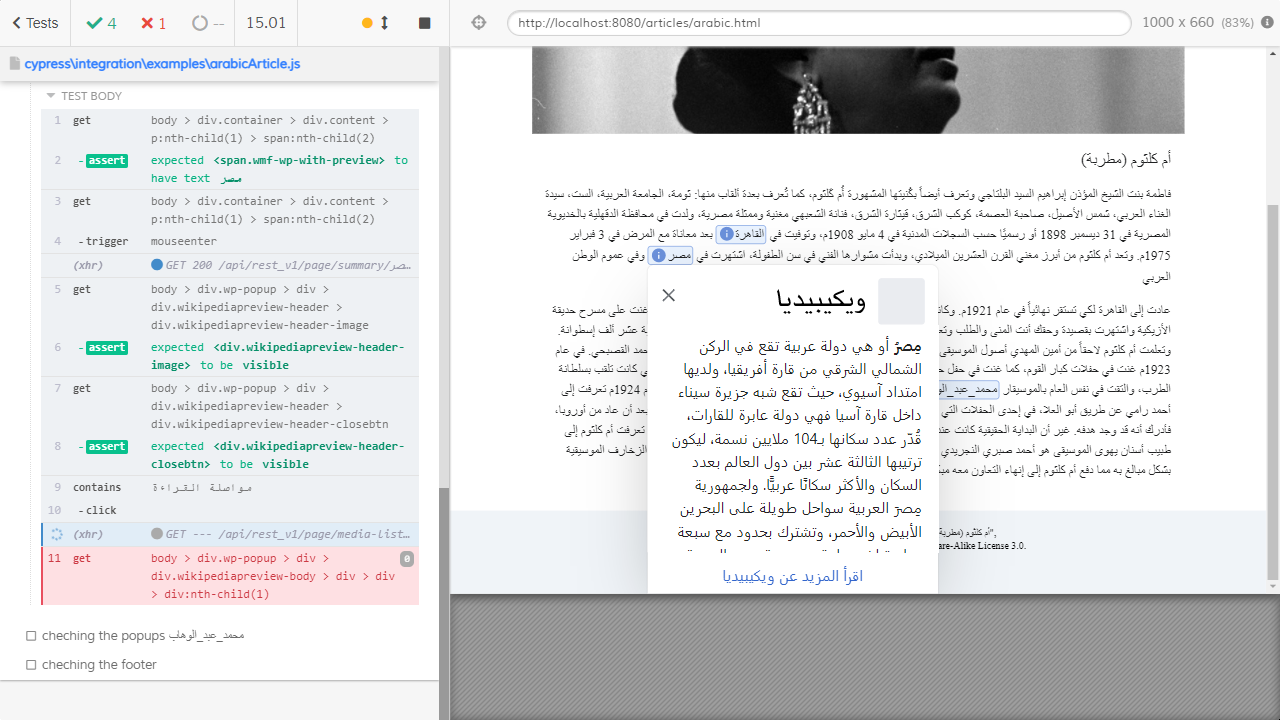 Tests
4
1
--
15.01
http://localhost:8080/articles/arabic.html
1000 x 660 (83%)
cypress\integration\examples\arabicArticle.js
TEST BODY
1 get body > div.container > div.content >
p:nth-child(1) > span:nth-child(2)
2 -assert expected <span.wmf-wp-with-preview> to
have text مصر
3 get body > div.container > div.content >
p:nth-child(1) > span:nth-child(2)
4 -trigger mouseenter
(xhr) GET 200 /api/rest_v1/page/summary/مصر…
5 get body > div.wp-popup > div >
div.wikipediapreview-header >
div.wikipediapreview-header-image
6 -assert expected <div.wikipediapreview-header-
image> to be visible
7 get body > div.wp-popup > div >
div.wikipediapreview-header >
div.wikipediapreview-header-closebtn
8 -assert expected <div.wikipediapreview-header-
closebtn> to be visible
9 contains مواصلة القراءة
10 -click
(xhr) GET --- /api/rest_v1/page/media-list…
11 get body > div.wp-popup > div > 0
div.wikipediapreview-body > div > div
> div:nth-child(1)
cheching the popups محمد_عبد_الوهاب
cheching the footer
أم كلثوم (مطربة)
فاطمة بنت الشيخ المؤذن إبراهيم السيد البلتاجي وتعرف أيضاً بكُنيتها المشهورة أم كَلثوم، كما تُعرف بعدة ألقاب منها: ثومة، الجامعة العربية، الست، سيدة
الغناء العربي، شمس الأصيل، صاحبة العصمة، كوكب الشرق، قيثارة الشرق، فنانة الشعبهي مغنية وممثلة مصرية، ولدت في محافظة الدقهلية بالخديوية
المصرية في 31 ديسمبر 1898 أو رسميًا حسب السجلات المدنية في 4 مايو 1908م، وتوفيت في القاهرة بعد معاناة مع المرض في 3 فبراير
1975م. وتعد أم كلثوم من أبرز مغني القرن العشرين الميلادي، وبدأت مشوارها الفني في سن الطفولة، اشتهرت في مصر وفي عموم الوطن
العربي
عادت إلى القاهرة لكي تستقر نهائياً في عام 1921م. وكانت غنت على مسرح حديقة
الأزبكية واشتهرت بقصيدة وحقك أنت المنى والطلب عشر ألف إسطوانة.
وتعلمت أم كلثوم لاحقاً من أمين المهدي أصول الموسيقى حمد القصبجي. في عام
1923م غنت في حفلات كبار القوم، كما غنت في حفل كانت تلقب بسلطانة
الطرب، والتقت في نفس العام بالموسيقار محمد_عبد 1924م تعرفت إلى
أحمد رامي عن طريق أبو العلا، في إحدى الحفلات التي بعد أن عاد من أوروبا،
فأدرك أنه قد وجد هدفه. غير أن البداية الحقيقية كانت تعرفت أم كلثوم إلى
طبيب أسنان يهوى الموسيقى هو أحمد صبري النجريدي الزخارف الموسيقية
بشكل مبالغ به مما دفع أم كلثوم إلى إنهاء التعاون معه
ويكيبيديا
مِصرُ أو هي دولة عربية تقع في الركن
الشمالي الشرقي من قارة أفريقيا، ولديها
امتداد آسيوي، حيث تقع شبه جزيرة سيناء
داخل قارة آسيا فهي دولة عابرة للقارات،
قُدّر عدد سكانها بـ104 ملايين نسمة، ليكون
ترتيبها الثالثة عشر بين دول العالم بعدد
السكان والأكثر سكانًا عربيًّا. ولجمهورية
مِصرَ العربية سواحل طويلة على البحرين
الأبيض والأحمر، وتشترك بحدود مع سبعة
اقرأ المزيد عن ويكيبيديا
أم كلثوم (مطربة)",
are-Alike License 3.0.